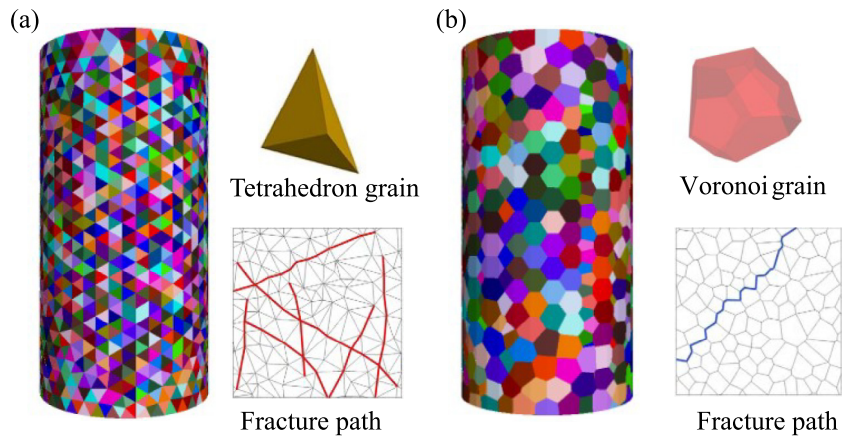 (a)
Tetrahedron grain
Fracture path
(b)
Voronoi grain
Fracture path